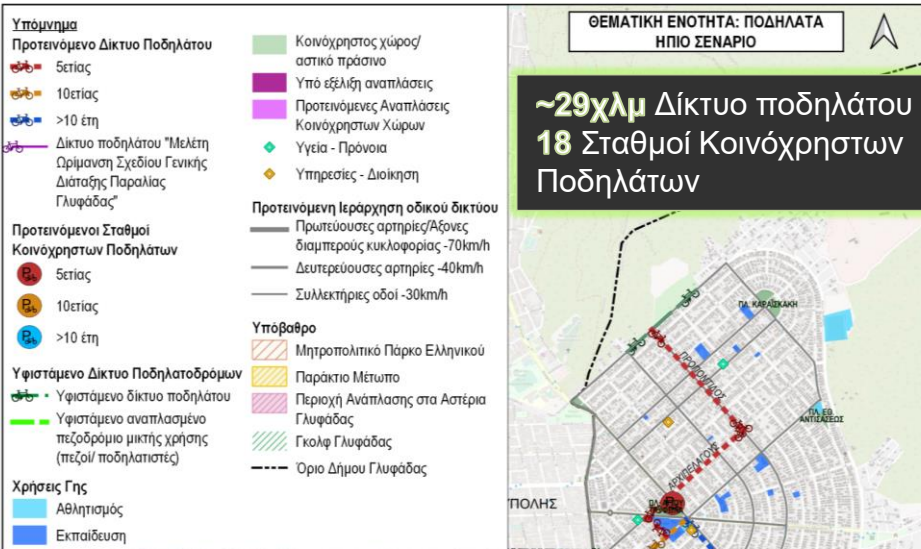 Υπόμνημα
Προτεινόμενο Δίκτυο Ποδηλάτου
5ετίας
10ετίας
>10 έτη
Δίκτυο ποδηλάτου "Μελέτη
Ωρίμανση Σχεδίου Γενικής
Διάταξης Παραλίας
Γλυφάδας"
Προτεινόμενοι Σταθμοί
Κοινόχρηστων Ποδηλάτων
5ετίας
10ετίας
>10 έτη
Υφιστάμενο Δίκτυο Ποδηλατοδρόμων
Υφιστάμενο δίκτυο ποδηλάτου
Υφιστάμενο αναπλασμένο
πεζοδρόμιο μικτής χρήσης
(πεζοί/ ποδηλατιστές)
Χρήσεις Γης
Αθλητισμός
Εκπαίδευση
Κοινόχρηστος χώρος/
αστικό πράσινο
Υπό εξέλιξη αναπλάσεις
Προτεινόμενες Αναπλάσεις
Κοινόχρηστων Χώρων
Υγεία - Πρόνοια
Υπηρεσίες - Διοίκηση
Προτεινόμενη Ιεράρχηση οδικού δικτύου
Πρωτεύουσες αρτηρίες/Άξονες
διαμπερούς κυκλοφορίας -70km/h
Δευτερεύουσες αρτηρίες -40km/h
Συλλεκτήριες οδοί -30km/h
Υπόβαθρο
Μητροπολιτικό Πάρκο Ελληνικού
Παράκτιο Μέτωπο
Περιοχή Ανάπλασης στα Αστέρια
Γλυφάδας
Γκολφ Γλυφάδας
Όριο Δήμου Γλυφάδας
ΘΕΜΑΤΙΚΗ ΕΝΟΤΗΤΑ: ΠΟΔΗΛΑΤΑ
ΗΠΙΟ ΣΕΝΑΡΙΟ
~29χλμ Δίκτυο ποδηλάτου
18 Σταθμοί Κοινόχρηστων
Ποδηλάτων
ΠΛ. ΚΑΡΑΪΣΚΑΚΗ
ΠΡΟΠΟΝΤΙΔΟΣ
ΠΛ. ΕΘ.
ΑΝΤΙΣΑΣΕΩΣ
ΑΡΧΙΠΕΛΑΓΟΥΣ
ΥΠΟΛΗΣ